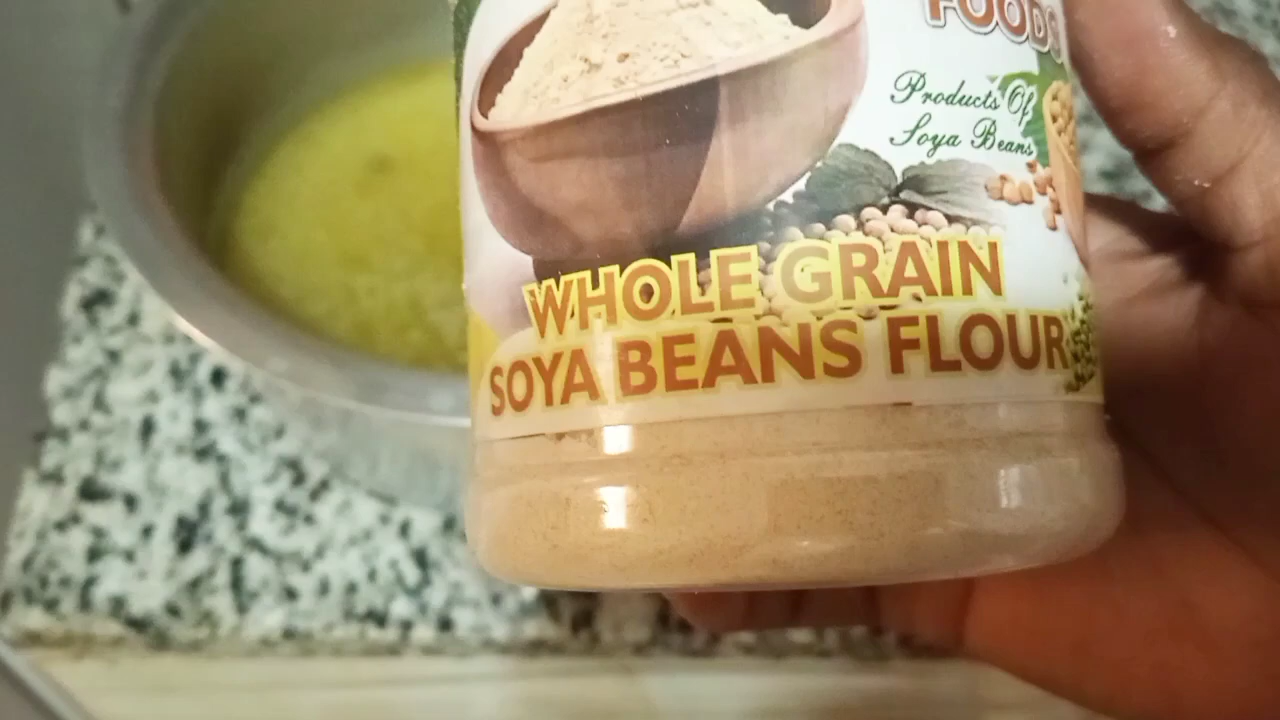 FOODS
Products Of
Soya Beans
WHOLE GRAIN
SOYA BEANS FLOUR